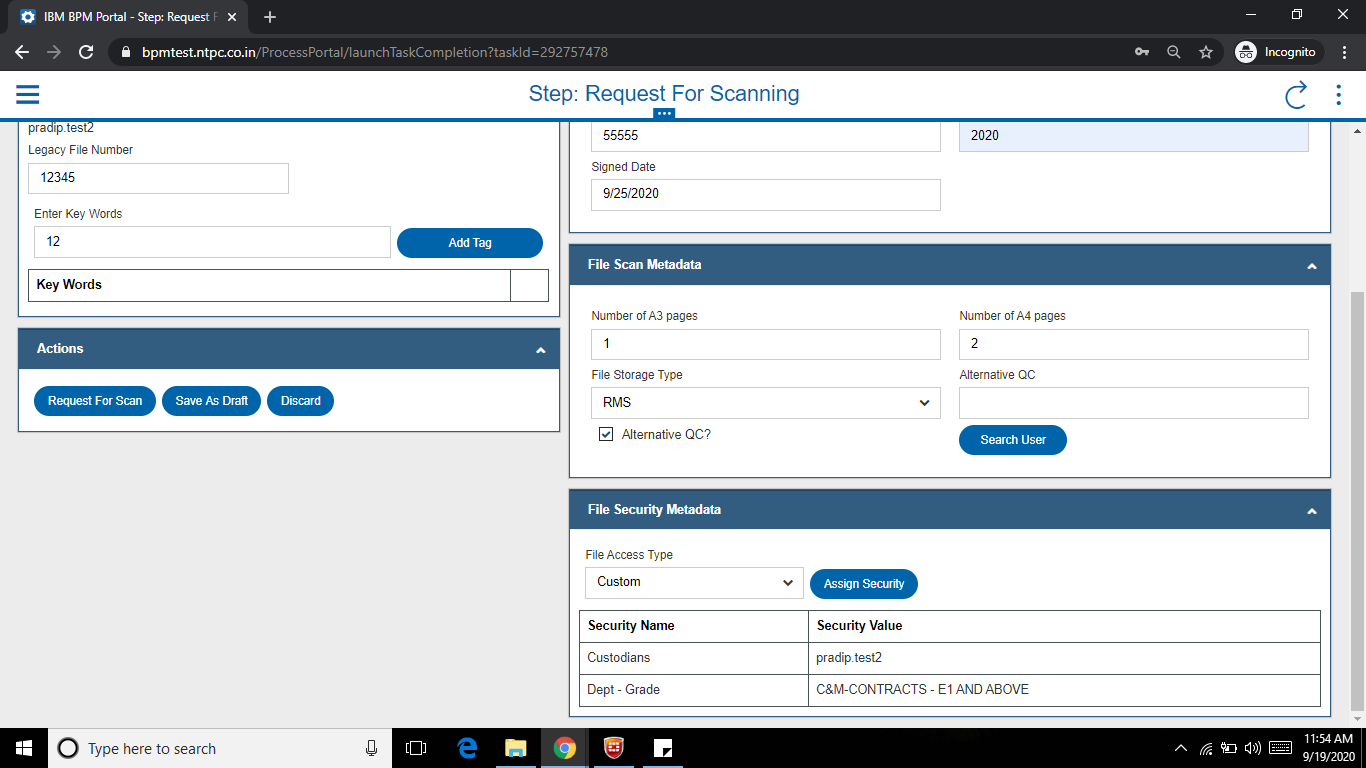 IBM BPM Portal - Step: Request F
bpmtest.ntpc.co.in/ProcessPortal/launchTaskCompletion?taskId=292757478
Incognito
Step: Request For Scanning
pradip.test2
Legacy File Number
12345
Enter Key Words
12
Add Tag
Key Words
Actions
Request For Scan
Save As Draft
Discard
55555
2020
Signed Date
9/25/2020
File Scan Metadata
Number of A3 pages
Number of A4 pages
1
2
File Storage Type
Alternative QC
RMS
Alternative QC?
Search User
File Security Metadata
File Access Type
Custom
Assign Security
Security Name
Security Value
Custodians
pradip.test2
Dept - Grade
C&M-CONTRACTS - E1 AND ABOVE
Type here to search
11:54 AM
9/19/2020